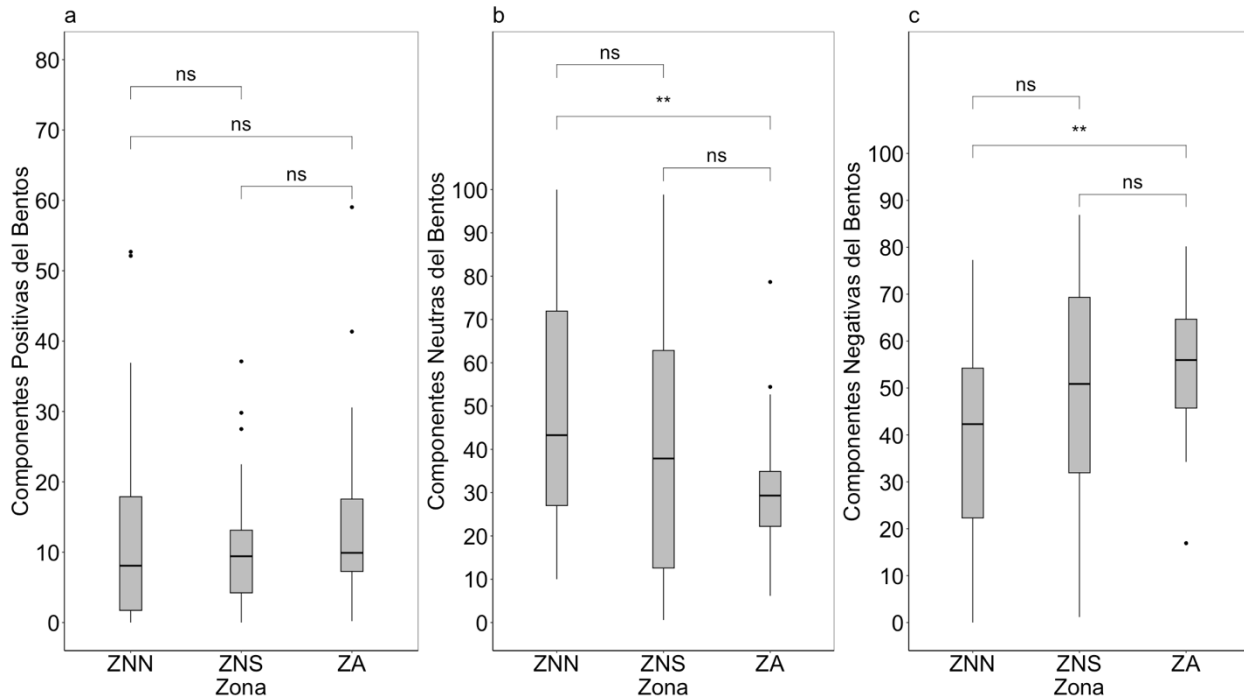 a
Componentes Positivas del Bentos
80
70
60
50
40
30
20
10
0
ns
ns
ns
ZNN ZNS ZA
Zona
b
Componentes Neutras del Bentos
100
90
80
70
60
50
40
30
20
10
0
ns
**
ns
ZNN ZNS ZA
Zona
c
Componentes Negativas del Bentos
100
90
80
70
60
50
40
30
20
10
0
ns
**
ns
ZNN ZNS ZA
Zona